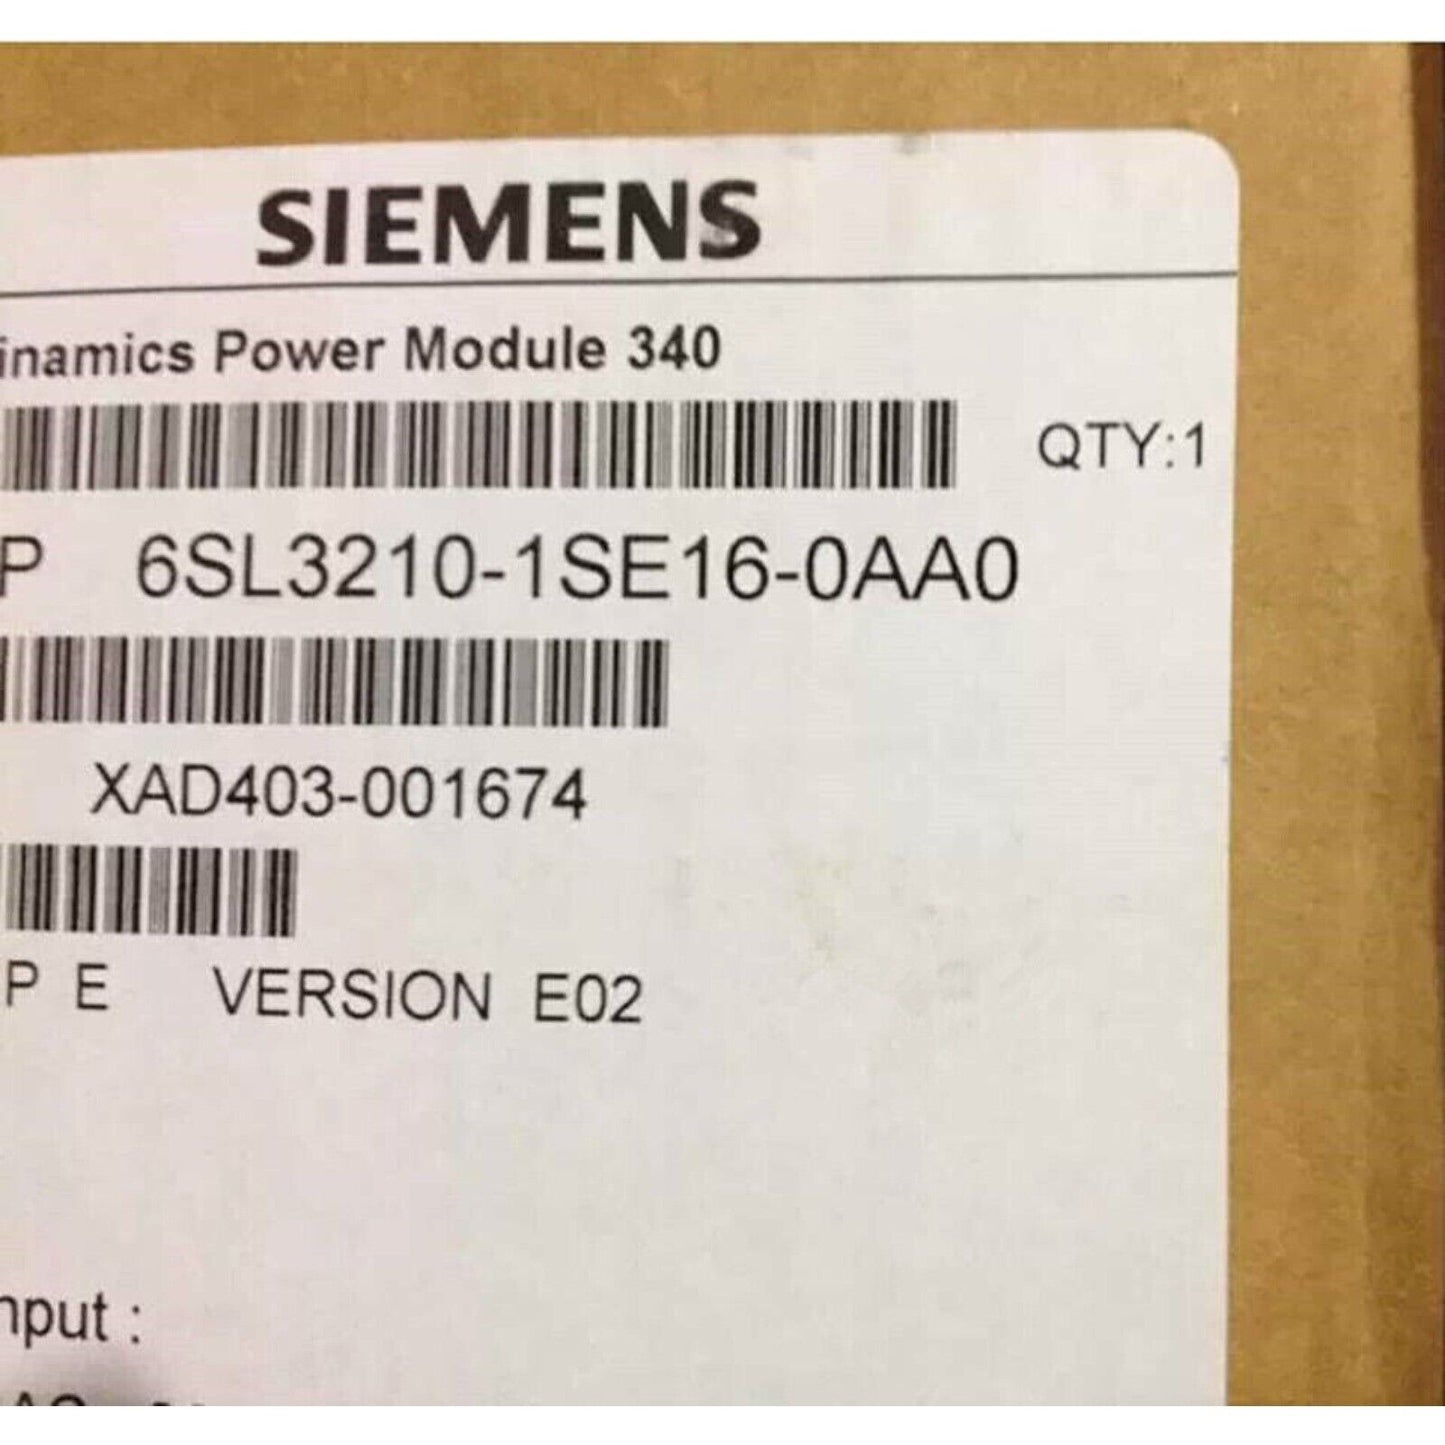 SIEMENS
inamics Power Module 340
QTY:1
P 6SL3210-1SE16-0AA0
XAD403-001674
P E VERSION E02
nput :